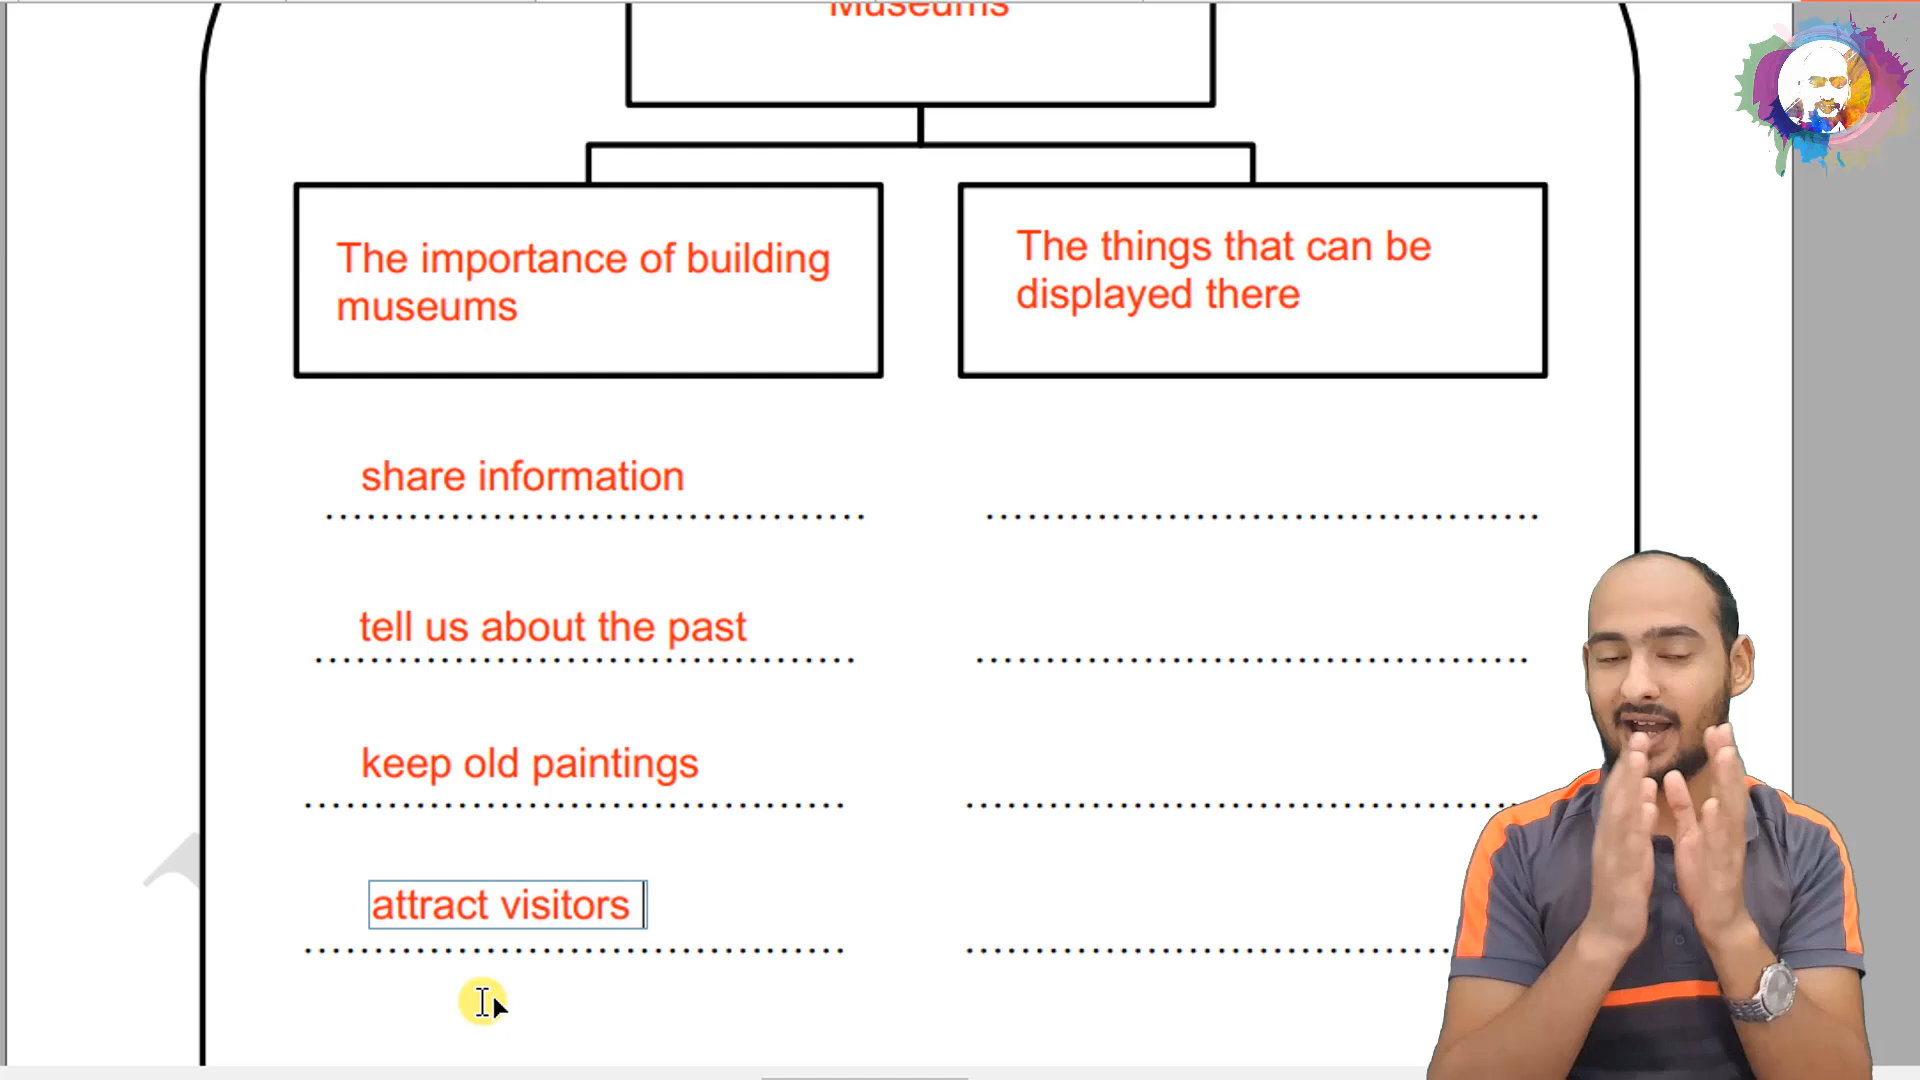 Museums
The importance of building
museums
The things that can be
displayed there
share information
tell us about the past
keep old paintings
attract visitors